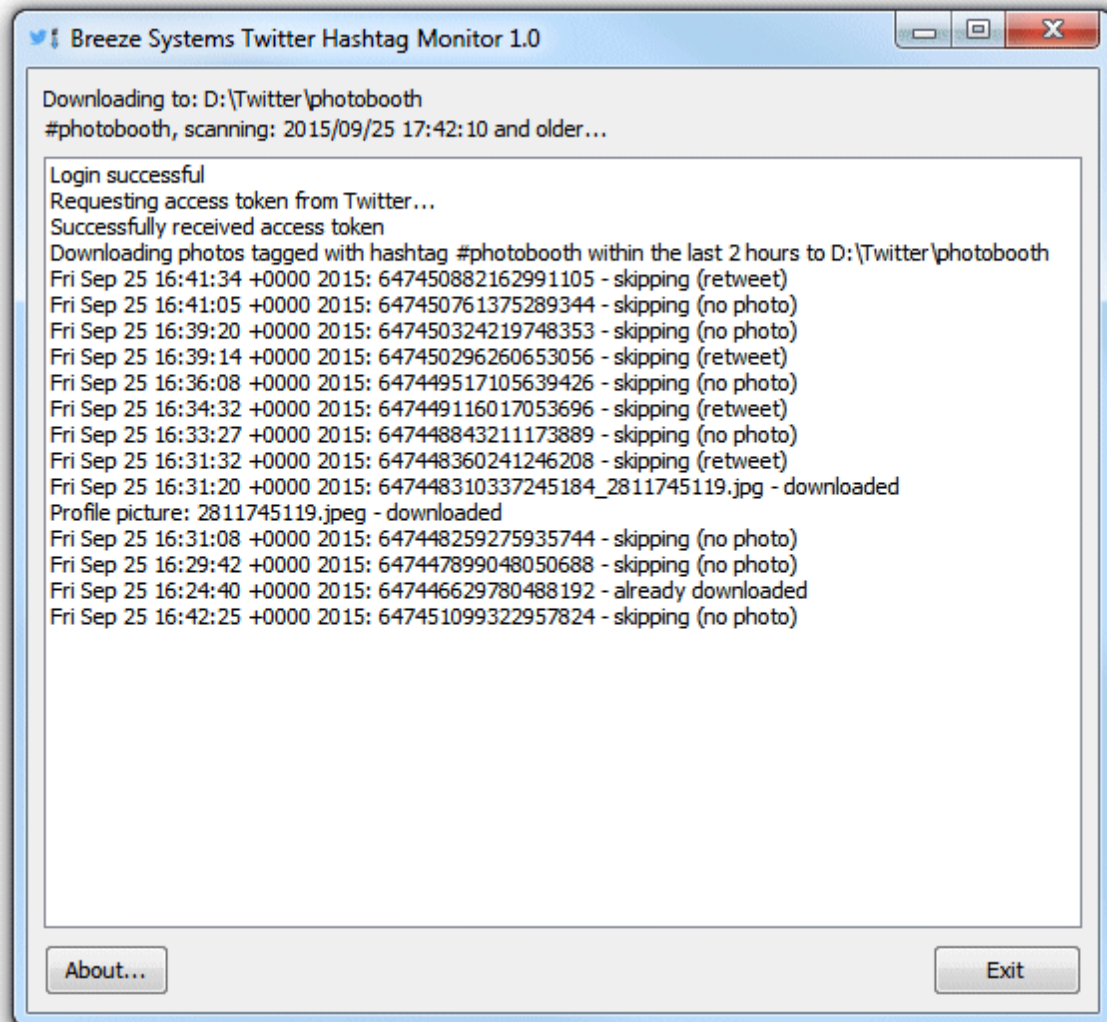 Breeze Systems Twitter Hashtag Monitor 1.0
Downloading to: D:\Twitter\photobooth
#photobooth, scanning: 2015/09/25 17:42:10 and older...
Login successful
Requesting access token from Twitter...
Successfully received access token
Downloading photos tagged with hashtag #photobooth within the last 2 hours to D:\Twitter\photobooth
Fri Sep 25 16:41:34 +0000 2015: 647450882162991105 - skipping (retweet)
Fri Sep 25 16:41:05 +0000 2015: 647450761375289344 - skipping (no photo)
Fri Sep 25 16:39:20 +0000 2015: 647450324219748353 - skipping (no photo)
Fri Sep 25 16:39:14 +0000 2015: 647450296260653056 - skipping (retweet)
Fri Sep 25 16:36:08 +0000 2015: 647449517105639426 - skipping (no photo)
Fri Sep 25 16:34:32 +0000 2015: 647449116017053696 - skipping (retweet)
Fri Sep 25 16:33:27 +0000 2015: 647448843211173889 - skipping (no photo)
Fri Sep 25 16:31:32 +0000 2015: 647448360241246208 - skipping (retweet)
Fri Sep 25 16:31:20 +0000 2015: 647448310337245184_2811745119.jpg - downloaded
Profile picture: 2811745119.jpeg - downloaded
Fri Sep 25 16:31:08 +0000 2015: 647448259275935744 - skipping (no photo)
Fri Sep 25 16:29:42 +0000 2015: 647447899048050688 - skipping (no photo)
Fri Sep 25 16:24:40 +0000 2015: 647446629780488192 - already downloaded
Fri Sep 25 16:42:25 +0000 2015: 647451099322957824 - skipping (no photo)
About...
Exit